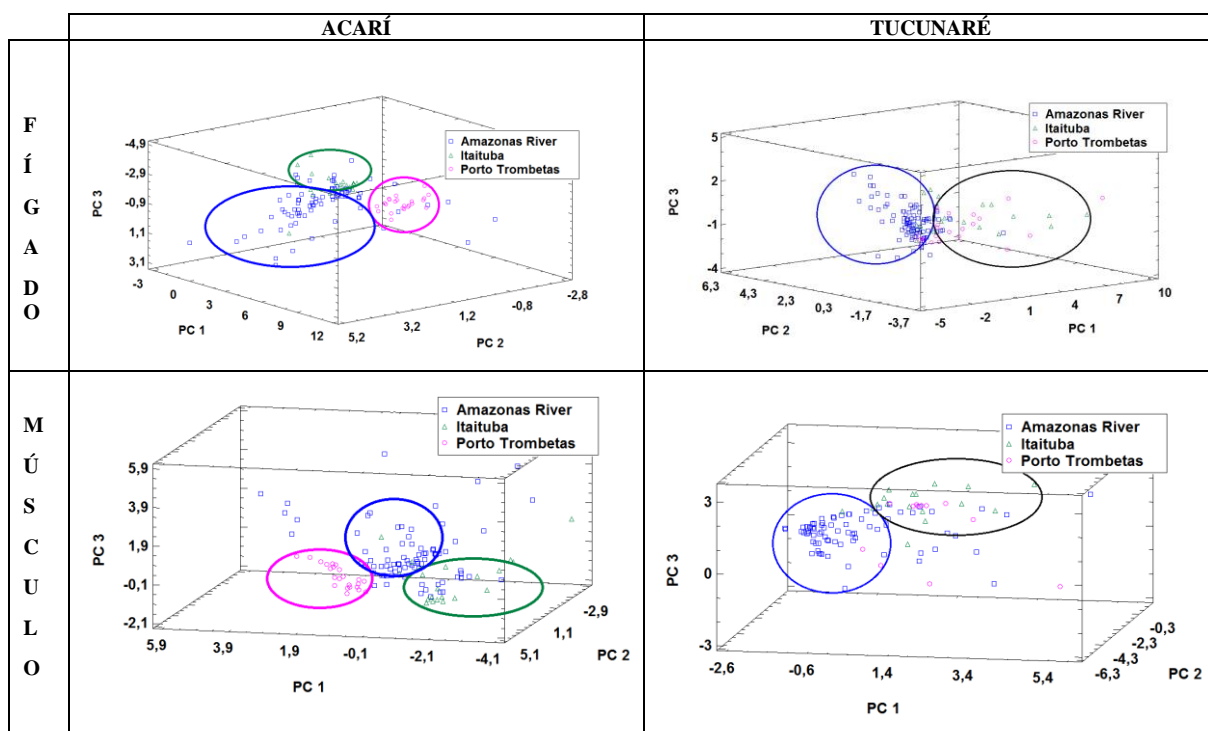 ACARÍ
TUCUNARÉ
F
Í
G
A
D
O
Amazonas River
Itaituba
Porto Trombetas
PC 3
-4,9
-2,9
-0,9
1,1
3,1
-3
0
3
6
9
12
PC 1
5,2
3,2
1,2
-0,8
-2,8
PC 2
Amazonas River
Itaituba
Porto Trombetas
PC 3
5
2
-1
-4
6,3
4,3
2,3
0,3
-1,7
-3,7
PC 2
-5
-2
1
4
7
10
PC 1
M
Ú
S
C
U
L
O
Amazonas River
Itaituba
Porto Trombetas
PC 3
5,9
3,9
1,9
-0,1
-2,1
5,9
3,9
1,9
-0,1
-2,1
-4,1
PC 1
5,1
1,1
-2,9
PC 2
Amazonas River
Itaituba
Porto Trombetas
PC 3
3
0
-3
-2,6
-0,6
1,4
3,4
5,4
PC 1
-6,3
-4,3
-2,3
-0,3
PC 2